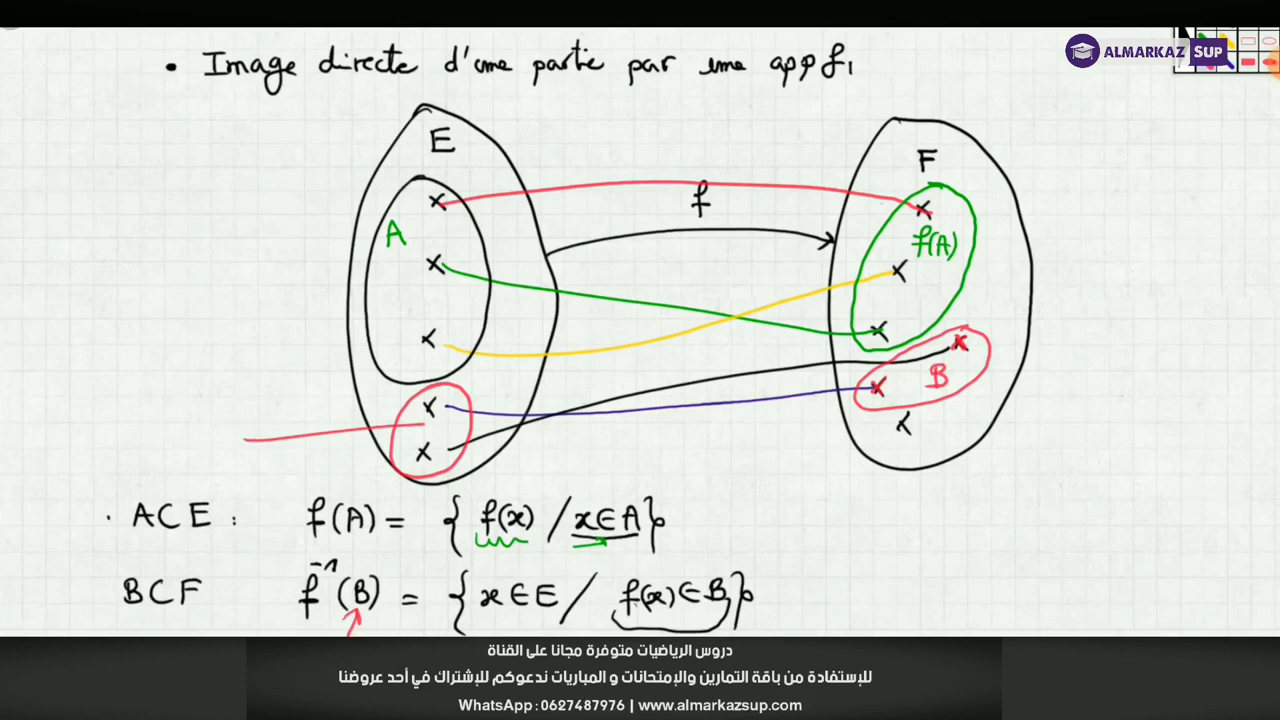 ALMARKAZ SUP
• Image directe d'une partie par une app f,
E
F
f
A
f(A)
B
• A ⊂ E : f(A) = { f(x) / x ∈ A }
B ⊂ F f⁻¹(B) = { x ∈ E / f(x) ∈ B }
دروس الرياضيات متوفرة مجانا على القناة
للإستفادة من باقة التمارين والإمتحانات و المباريات ندعوكم للإشتراك في أحد عروضنا
WhatsApp : 0627487976 | www.almarkazsup.com